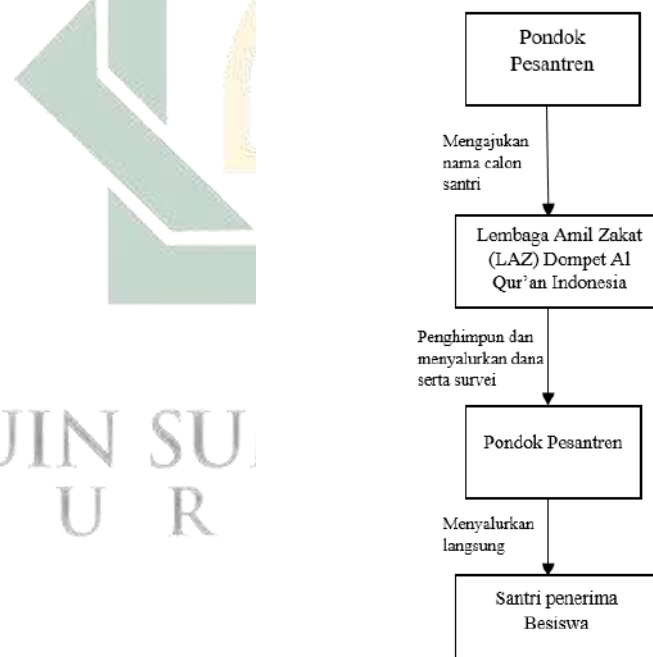 Pondok
Pesantren
Mengajukan
nama calon
santri
Lembaga Amil Zakat
(LAZ) Dompet Al
Qur’an Indonesia
Penghimpun dan
menyalurkan dana
serta survei
Pondok Pesantren
Menyalurkan
langsung
Santri penerima
Besiswa
UIN SU
U R